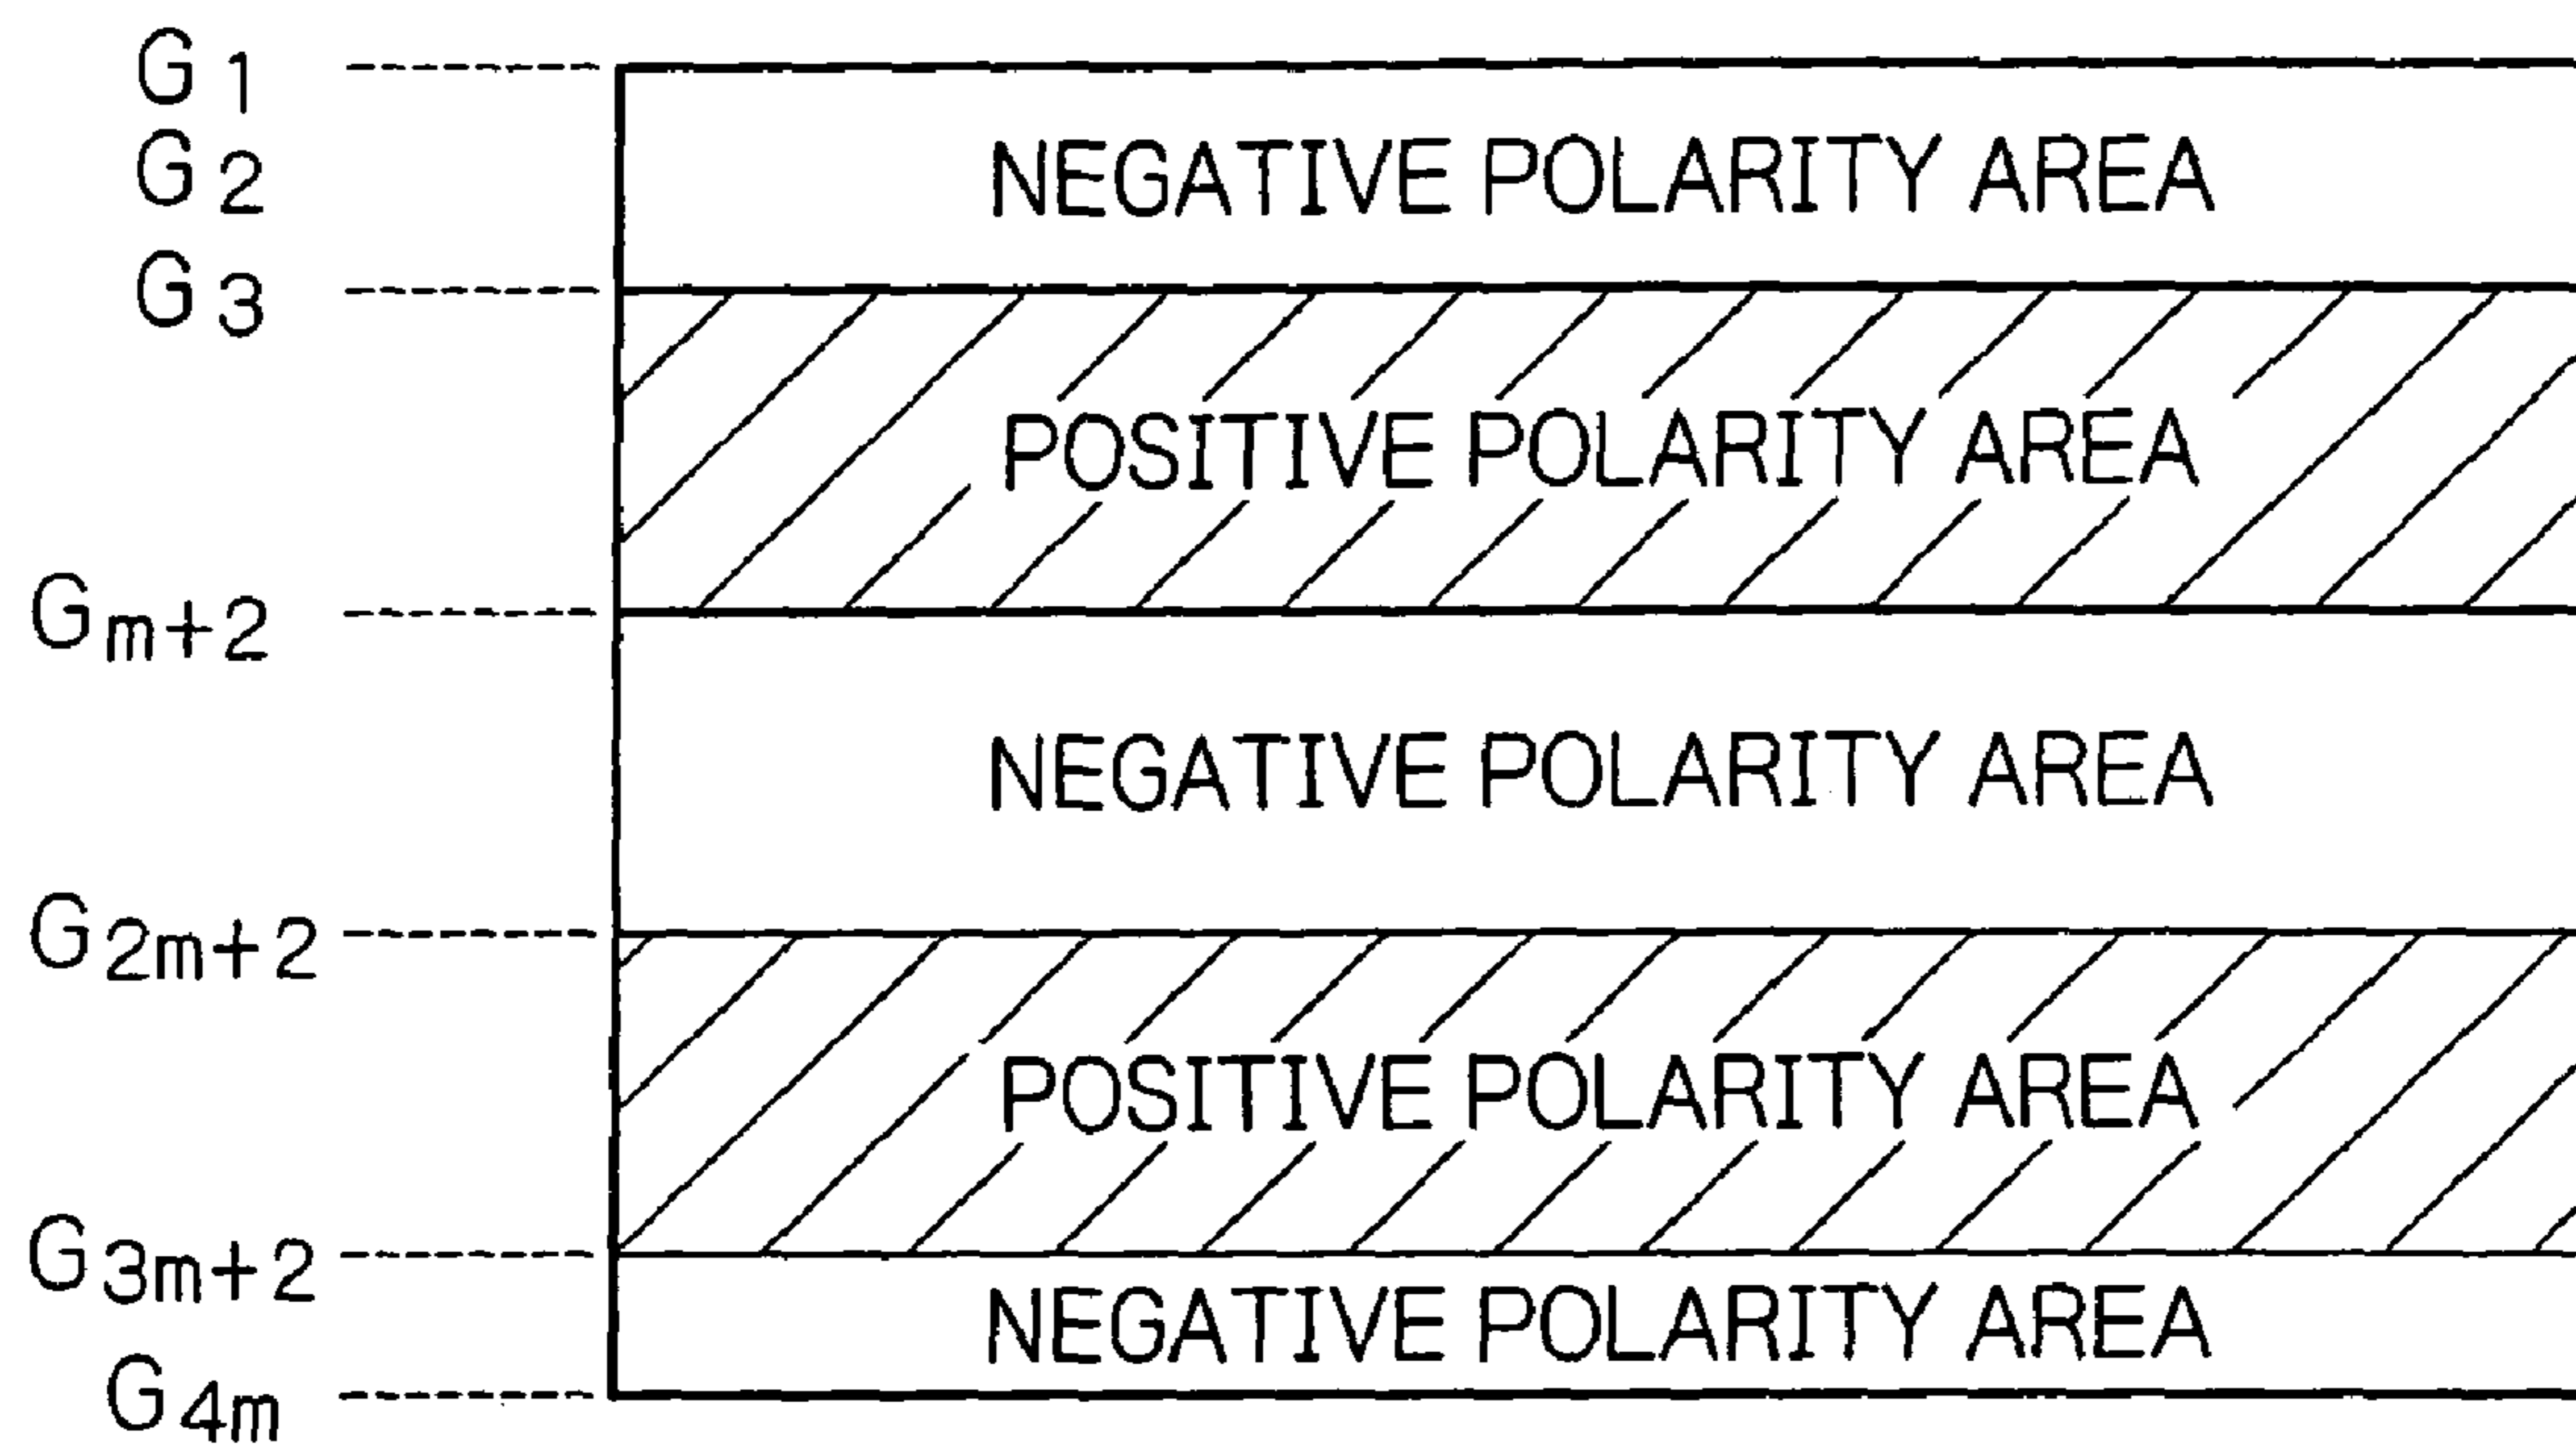 G1
G2
NEGATIVE POLARITY AREA
G3
POSITIVE POLARITY AREA
Gm+2
NEGATIVE POLARITY AREA
G2m+2
POSITIVE POLARITY AREA
G3m+2
NEGATIVE POLARITY AREA
G4m